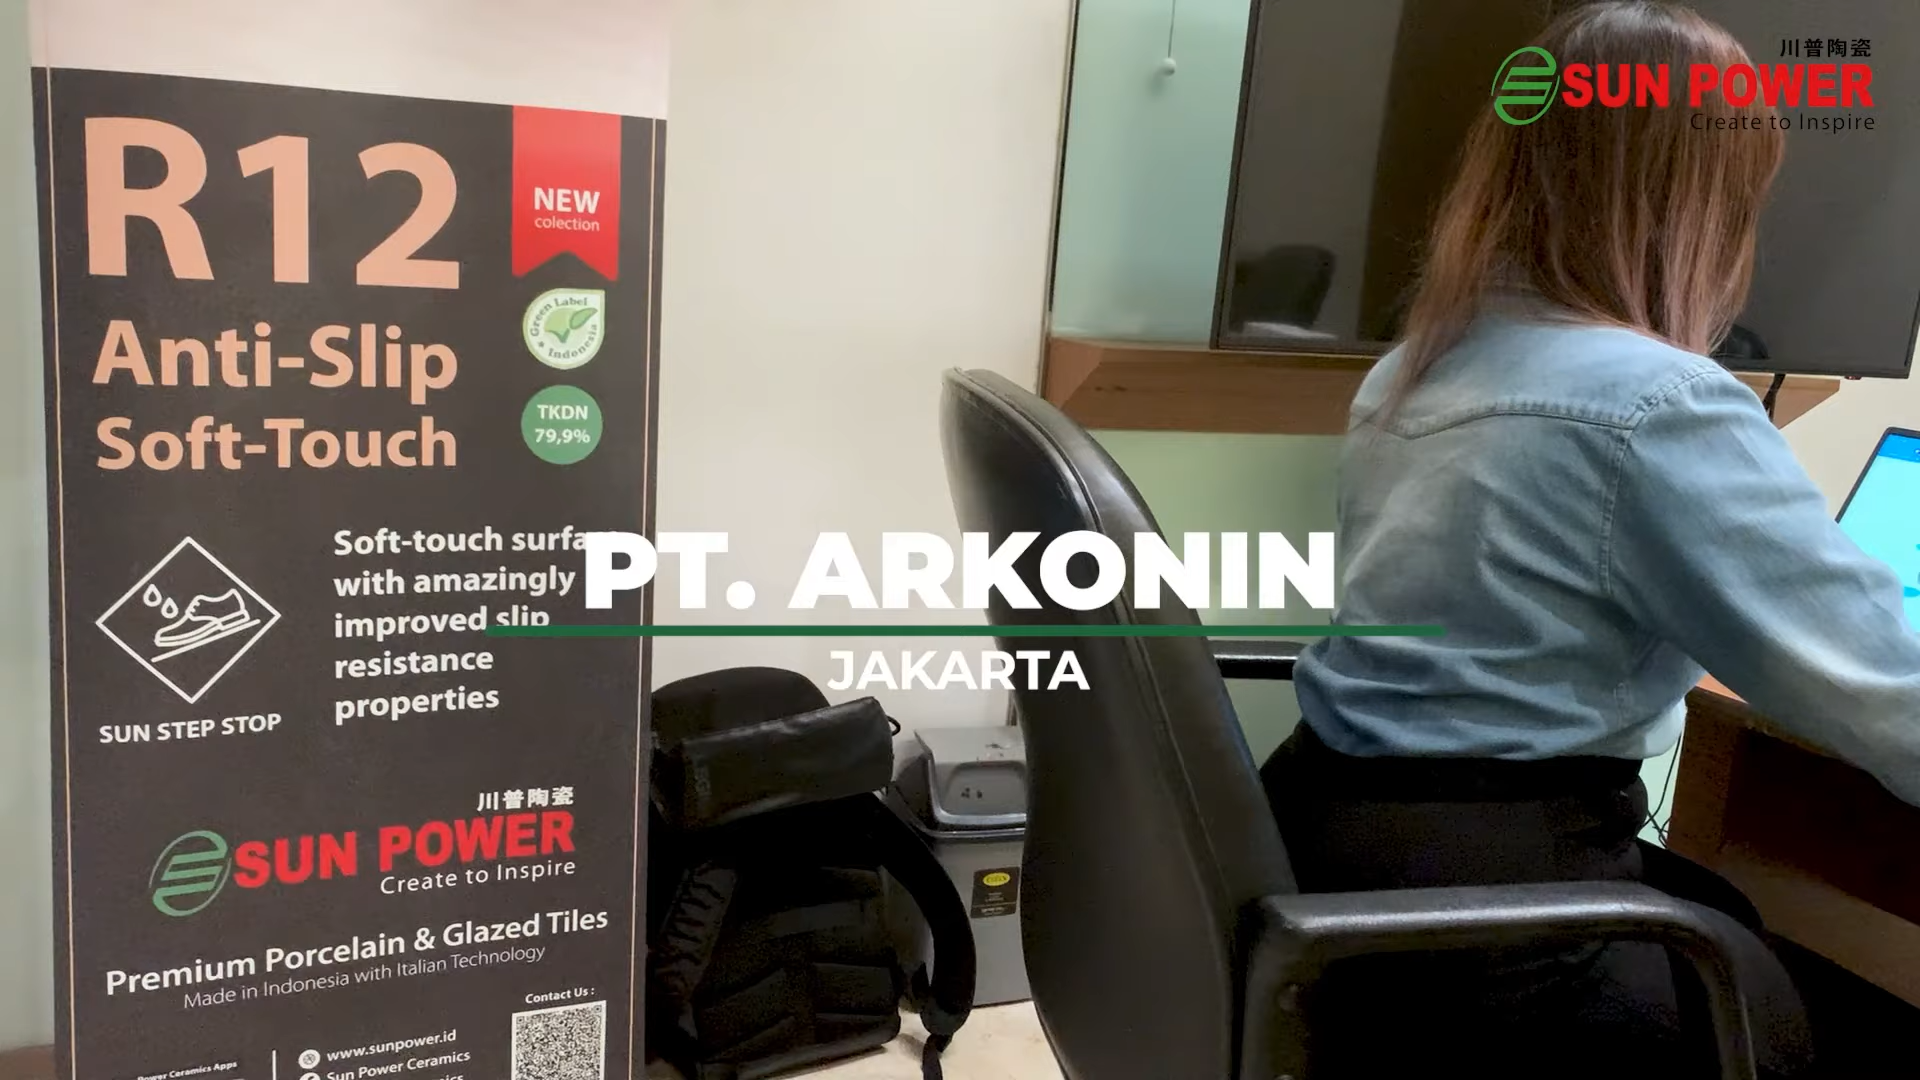 R12
Anti-Slip
Soft-Touch
NEW
colection
Green Label
Indonesia
TKDN
79,9%
Soft-touch
with amazingly
improved slip
resistance
properties
SUN STEP STOP
川普陶瓷
SUN POWER
Create to Inspire
Premium Porcelain & Glazed Tiles
Made in Indonesia with Italian Technology
Contact Us :
Power Ceramics Apps
www.sunpower.id
Sun Power Ceramics
川普陶瓷
SUN POWER
Create to Inspire
PT. ARKONIN
JAKARTA